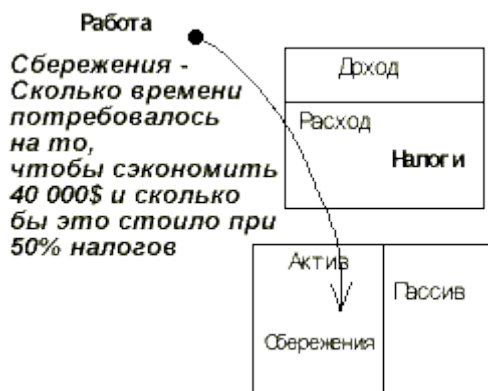 Работа
Сбережения -
Сколько времени
потребовалось
на то,
чтобы сэкономить
40 000$ и сколько
бы это стоило при
50% налогов
Доход
Расход
Налоги
Актив
Пассив
Сбережения